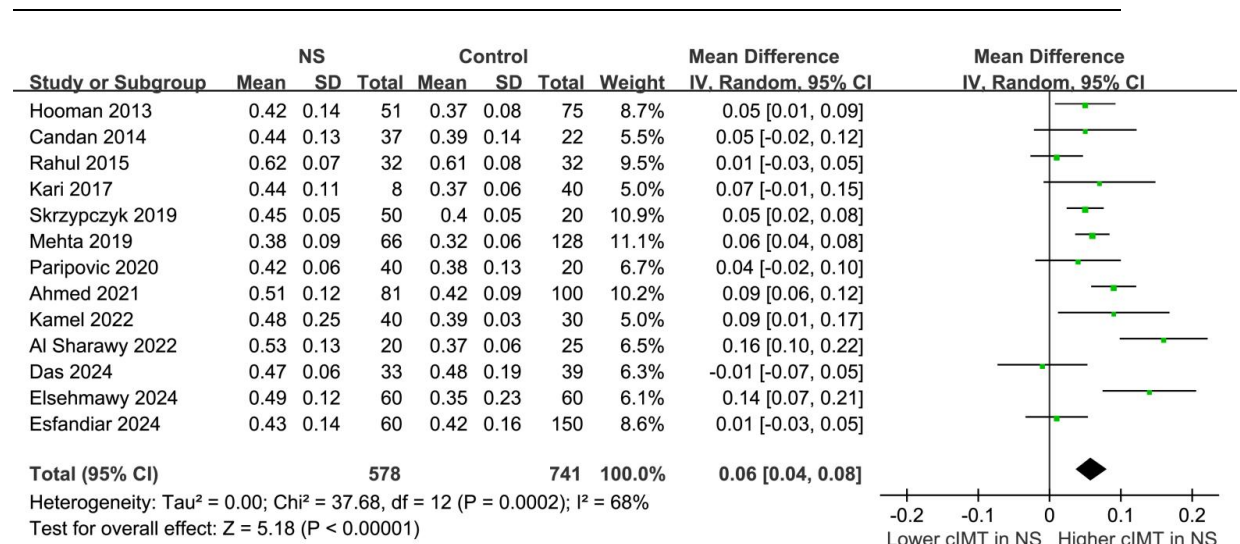 NS Control Mean Difference Mean Difference
Study or Subgroup Mean SD Total Mean SD Total Weight IV, Random, 95% CI IV, Random, 95% CI
Hooman 2013 0.42 0.14 51 0.37 0.08 75 8.7% 0.05 [0.01, 0.09]
Candan 2014 0.44 0.13 37 0.39 0.14 22 5.5% 0.05 [-0.02, 0.12]
Rahul 2015 0.62 0.07 32 0.61 0.08 32 9.5% 0.01 [-0.03, 0.05]
Kari 2017 0.44 0.11 8 0.37 0.06 40 5.0% 0.07 [-0.01, 0.15]
Skrzypczyk 2019 0.45 0.05 50 0.4 0.05 20 10.9% 0.05 [0.02, 0.08]
Mehta 2019 0.38 0.09 66 0.32 0.06 128 11.1% 0.06 [0.04, 0.08]
Paripovic 2020 0.42 0.06 40 0.38 0.13 20 6.7% 0.04 [-0.02, 0.10]
Ahmed 2021 0.51 0.12 81 0.42 0.09 100 10.2% 0.09 [0.06, 0.12]
Kamel 2022 0.48 0.25 40 0.39 0.03 30 5.0% 0.09 [0.01, 0.17]
Al Sharawy 2022 0.53 0.13 20 0.37 0.06 25 6.5% 0.16 [0.10, 0.22]
Das 2024 0.47 0.06 33 0.48 0.19 39 6.3% -0.01 [-0.07, 0.05]
Elsehmawy 2024 0.49 0.12 60 0.35 0.23 60 6.1% 0.14 [0.07, 0.21]
Esfandiar 2024 0.43 0.14 60 0.42 0.16 150 8.6% 0.01 [-0.03, 0.05]
Total (95% CI) 578 741 100.0% 0.06 [0.04, 0.08]
Heterogeneity: Tau² = 0.00; Chi² = 37.68, df = 12 (P = 0.0002); I² = 68%
Test for overall effect: Z = 5.18 (P < 0.00001)
-0.2 -0.1 0 0.1 0.2
Lower cIMT in NS Higher cIMT in NS